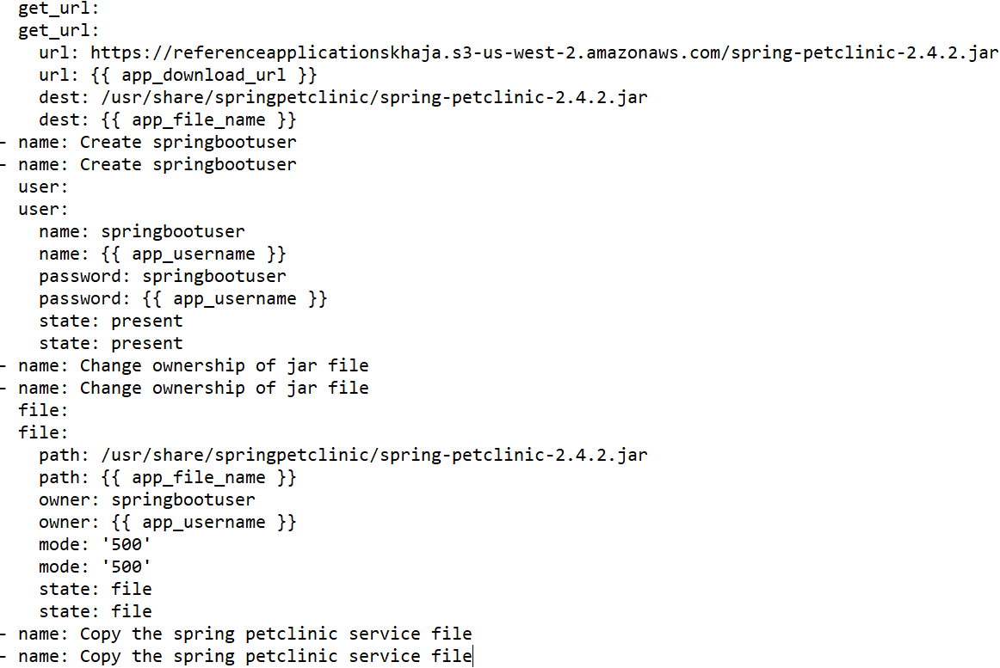 get_url:
get_url:
url: https://referenceapplicationskhaja.s3-us-west-2.amazonaws.com/spring-petclinic-2.4.2.jar
url: {{ app_download_url }}
dest: /usr/share/springpetclinic/spring-petclinic-2.4.2.jar
dest: {{ app_file_name }}
- name: Create springbootuser
- name: Create springbootuser
user:
user:
name: springbootuser
name: {{ app_username }}
password: springbootuser
password: {{ app_username }}
state: present
state: present
- name: Change ownership of jar file
- name: Change ownership of jar file
file:
file:
path: /usr/share/springpetclinic/spring-petclinic-2.4.2.jar
path: {{ app_file_name }}
owner: springbootuser
owner: {{ app_username }}
mode: '500'
mode: '500'
state: file
state: file
- name: Copy the spring petclinic service file
- name: Copy the spring petclinic service file